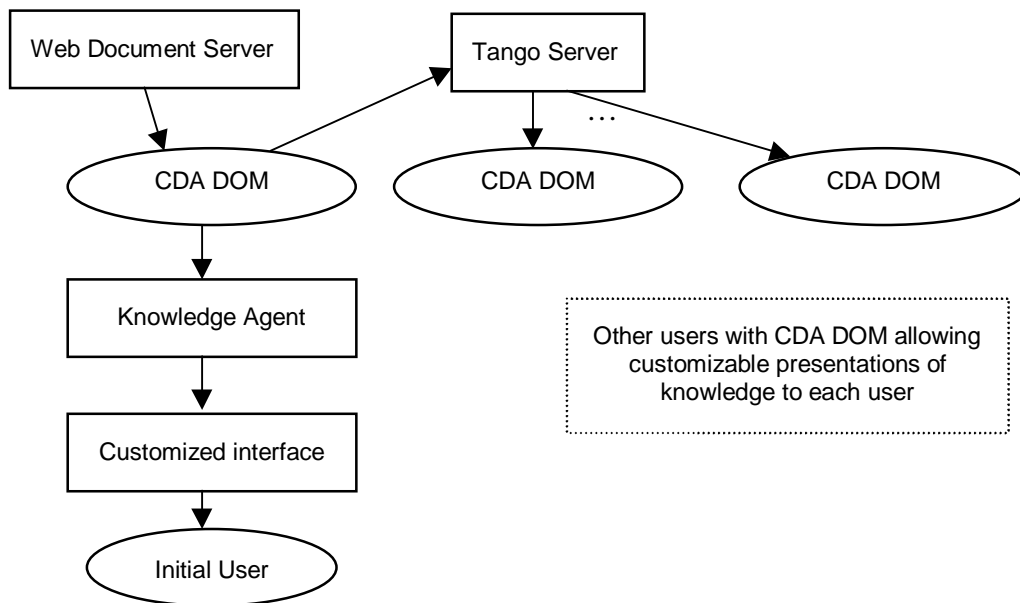 Web Document Server
Tango Server
...
CDA DOM
CDA DOM
CDA DOM
Knowledge Agent
Other users with CDA DOM allowing
customizable presentations of
knowledge to each user
Customized interface
Initial User